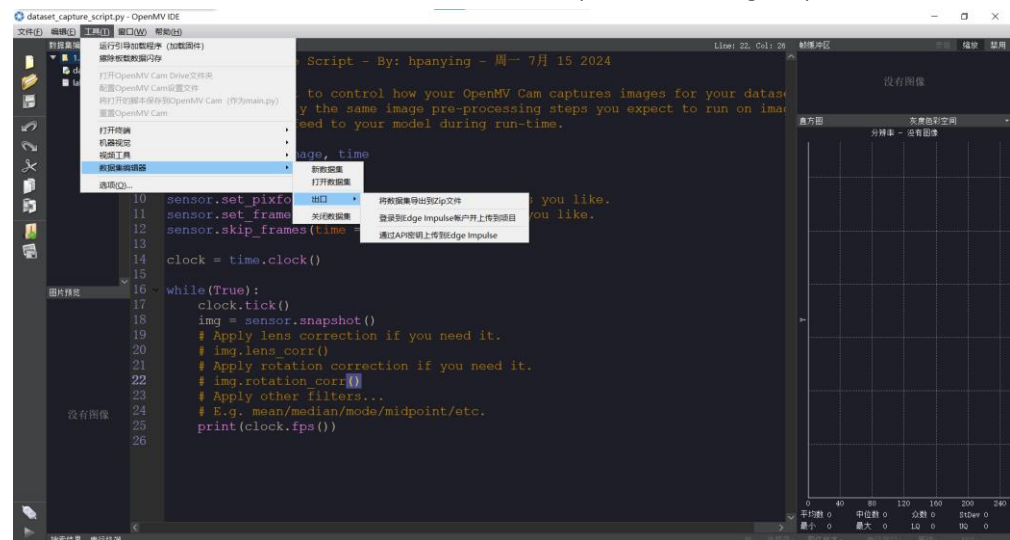 dataset_capture_script.py - OpenMV IDE
文件(F) 编辑(E) 工具(T) 窗口(W) 帮助(H)
运行引导加载程序 (加载固件)
擦除板载数据闪存
打开OpenMV Cam Drive文件夹
配置OpenMV Cam设置文件
将打开的脚本保存到OpenMV Cam (作为main.py)
重置OpenMV Cam
打开终端
机器视觉
视频工具
数据集编辑器
选项(O)...
新数据集
打开数据集
出口
关闭数据集
将数据集导出到Zip文件
登录到Edge Impulse帐户并上传到项目
通过API密钥上传到Edge Impulse
Line: 22, Col: 26
Script - By: hpanying - 周一 7月 15 2024
to control how your OpenMV Cam captures images for your datase
y the same image pre-processing steps you expect to run on imag
feed to your model during run-time.
mage, time
10 sensor.set_pixfo s you like.
11 sensor.set_frame you like.
12 sensor.skip_frames(time =
13
14 clock = time.clock()
15
16 while(True):
17 clock.tick()
18 img = sensor.snapshot()
19 # Apply lens correction if you need it.
20 # img.lens_corr()
21 # Apply rotation correction if you need it.
22 # img.rotation_corr()
23 # Apply other filters...
24 # E.g. mean/median/mode/midpoint/etc.
25 print(clock.fps())
26
图片预览
没有图像
帧缓冲区 缩放 禁用
没有图像
直方图 灰度色彩空间
分辨率 - 没有图像
Y
0 40 80 120 160 200 240
平均数 0 中位数 0 众数 0 StDev 0
最小 0 最大 0 LQ 0 UQ 0